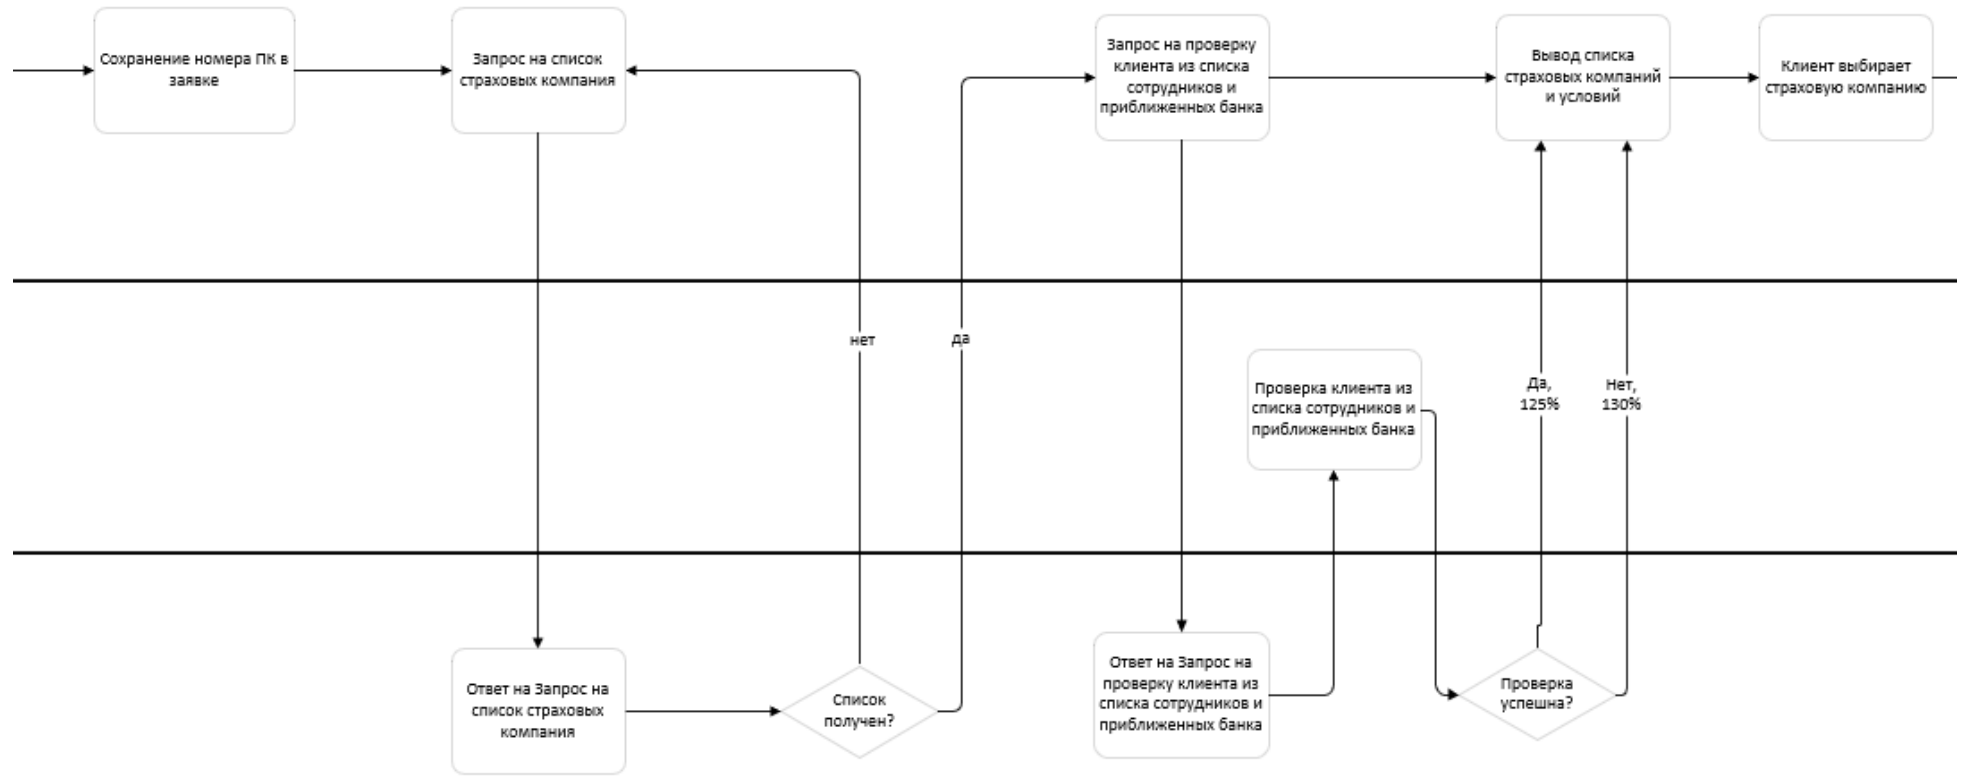 Сохранение номера ПК в
заявке
Запрос на список
страховых компания
Запрос на проверку
клиента из списка
сотрудников и
приближенных банка
Вывод списка
страховых компаний
и условий
Клиент выбирает
страховую компанию
нет
да
Проверка клиента из
списка сотрудников и
приближенных банка
Да,
125%
Нет,
130%
Ответ на Запрос на
список страховых
компания
Список
получен?
Ответ на Запрос на
проверку клиента из
списка сотрудников и
приближенных банка
Проверка
успешна?